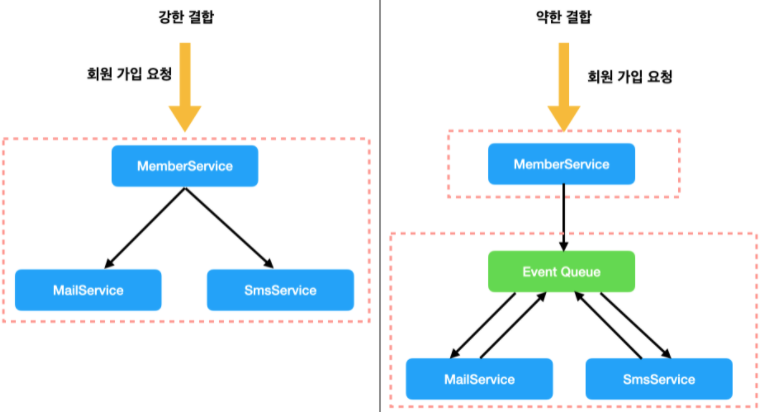 강한 결합
회원 가입 요청
MemberService
MailService
SmsService
약한 결합
회원 가입 요청
MemberService
Event Queue
MailService
SmsService